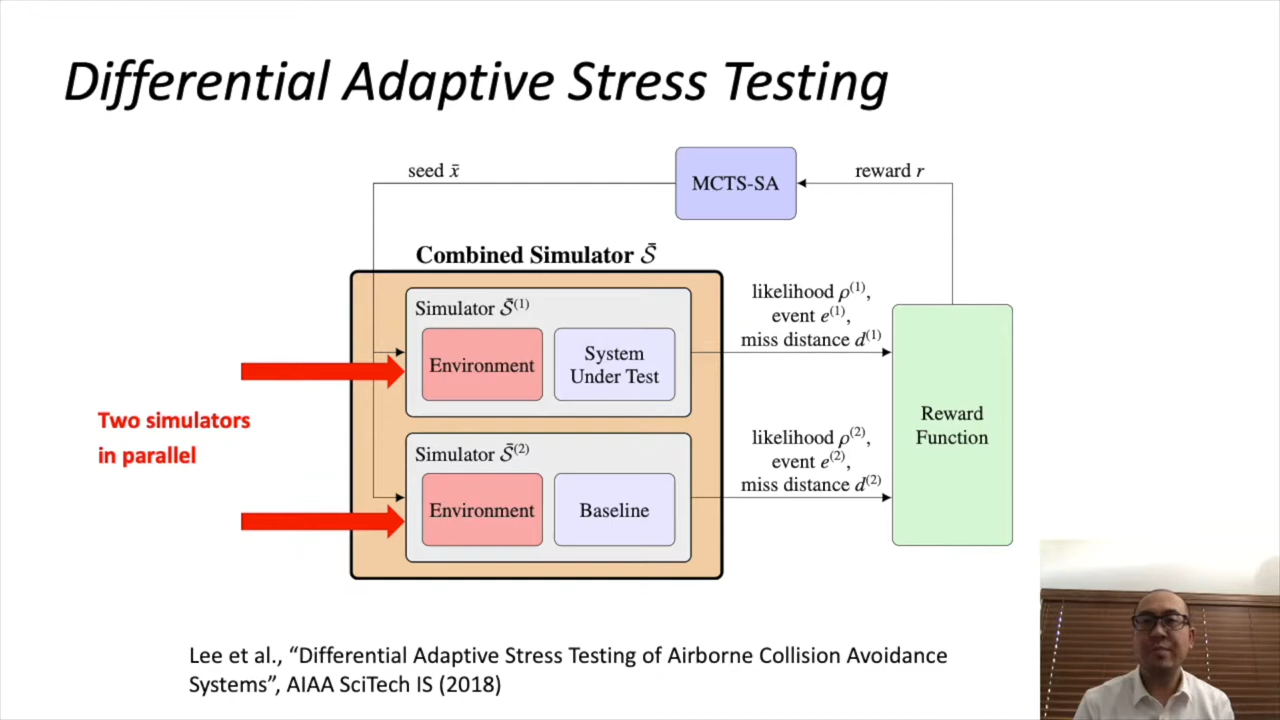 Differential Adaptive Stress Testing
seed x̄
MCTS-SA
reward r
Combined Simulator 𝒮̄
Simulator 𝒮̄⁽¹⁾
Environment
System
Under Test
likelihood ρ⁽¹⁾,
event e⁽¹⁾,
miss distance d⁽¹⁾
Two simulators
in parallel
Simulator 𝒮̄⁽²⁾
Environment
Baseline
likelihood ρ⁽²⁾,
event e⁽²⁾,
miss distance d⁽²⁾
Reward
Function
Lee et al., “Differential Adaptive Stress Testing of Airborne Collision Avoidance
Systems”, AIAA SciTech IS (2018)